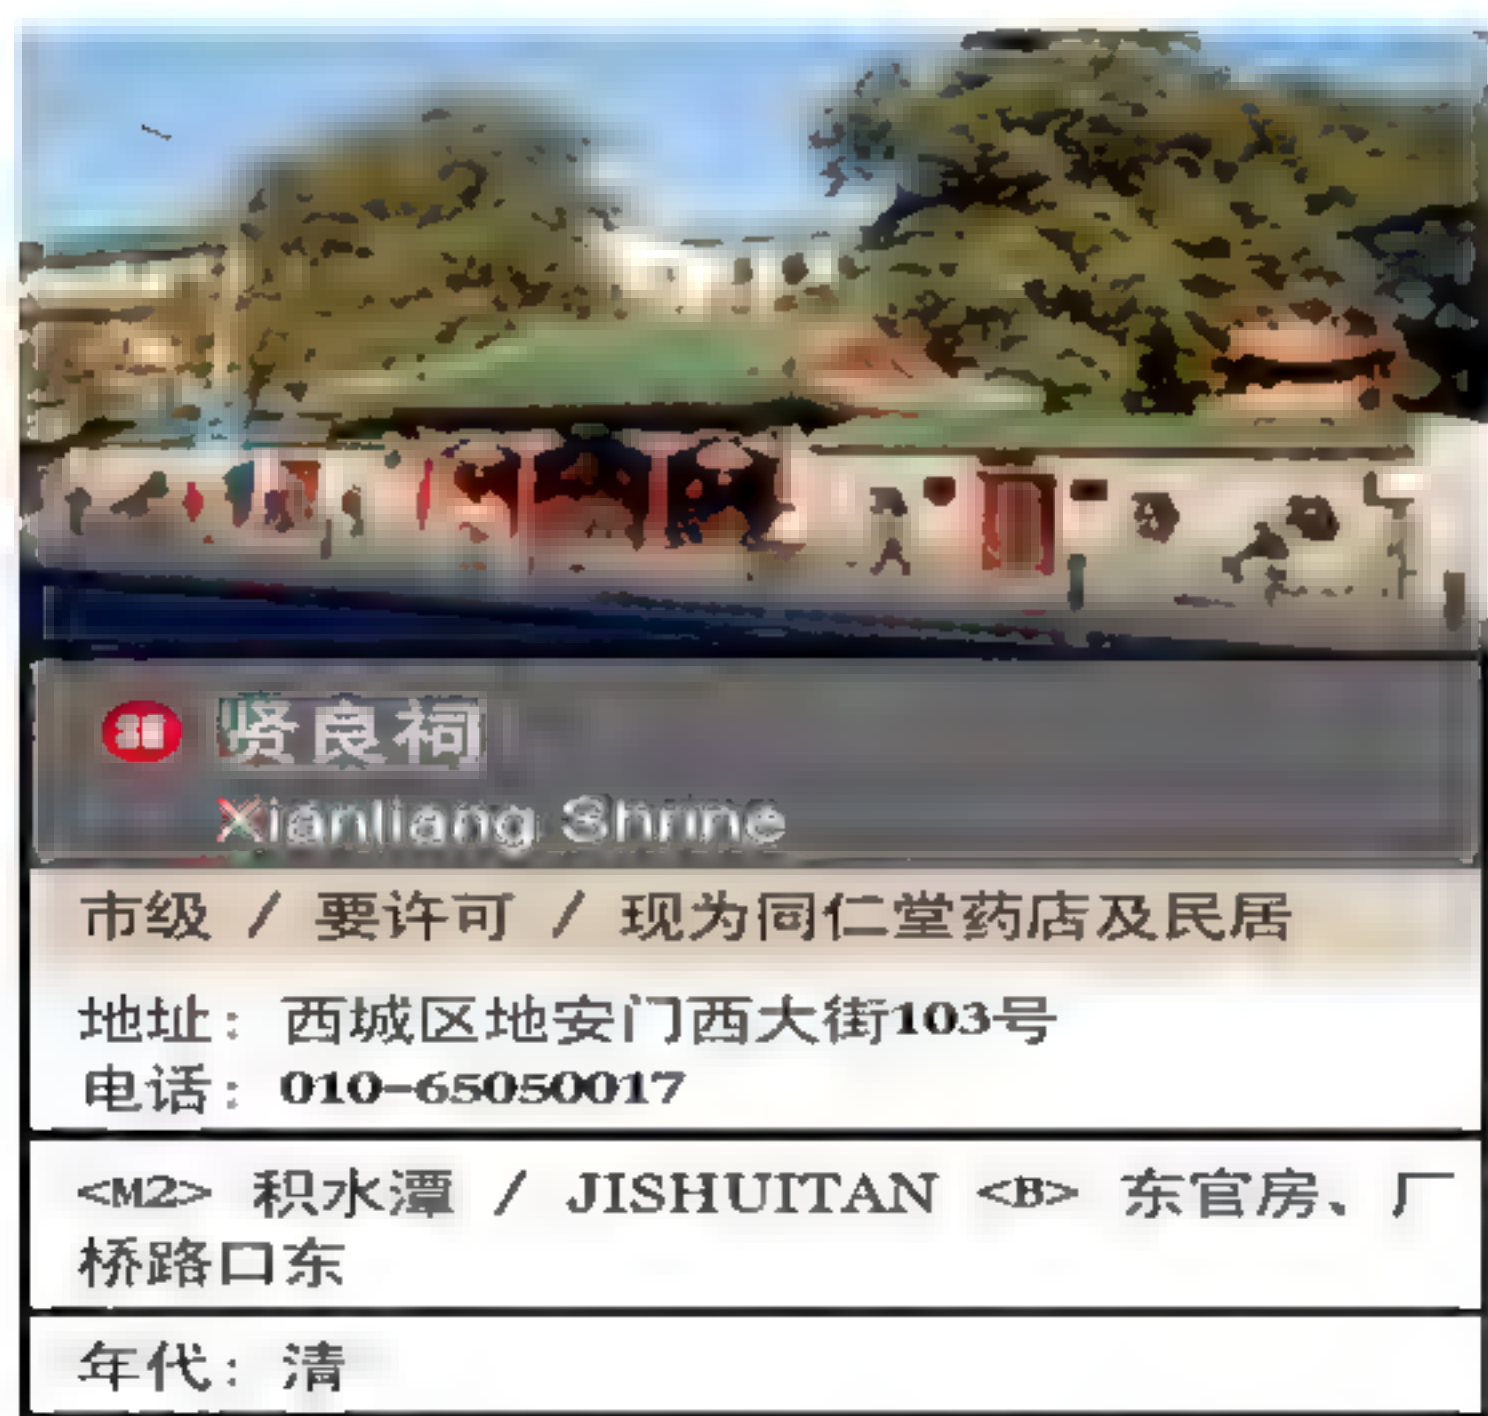 贤良祠
Xianliang Shrine
市级 / 要许可 / 现为同仁堂药店及民居
地址：西城区地安门西大街103号
电话：010-65050017
<M2> 积水潭 / JISHUITAN <B> 东官房、厂
桥路口东
年代：清